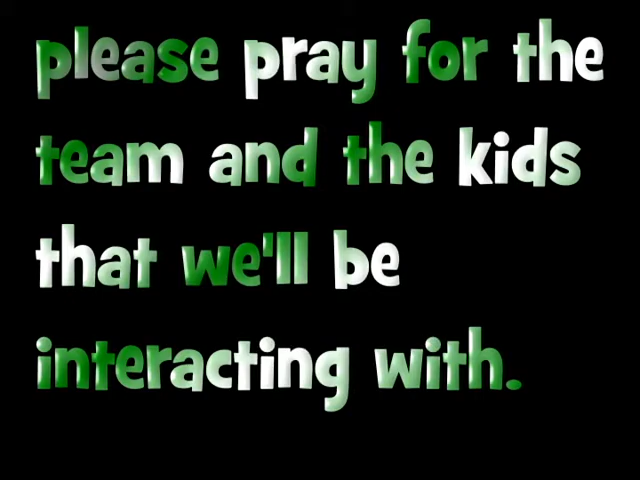 please pray for the
team and the kids
that we'll be
interacting with.